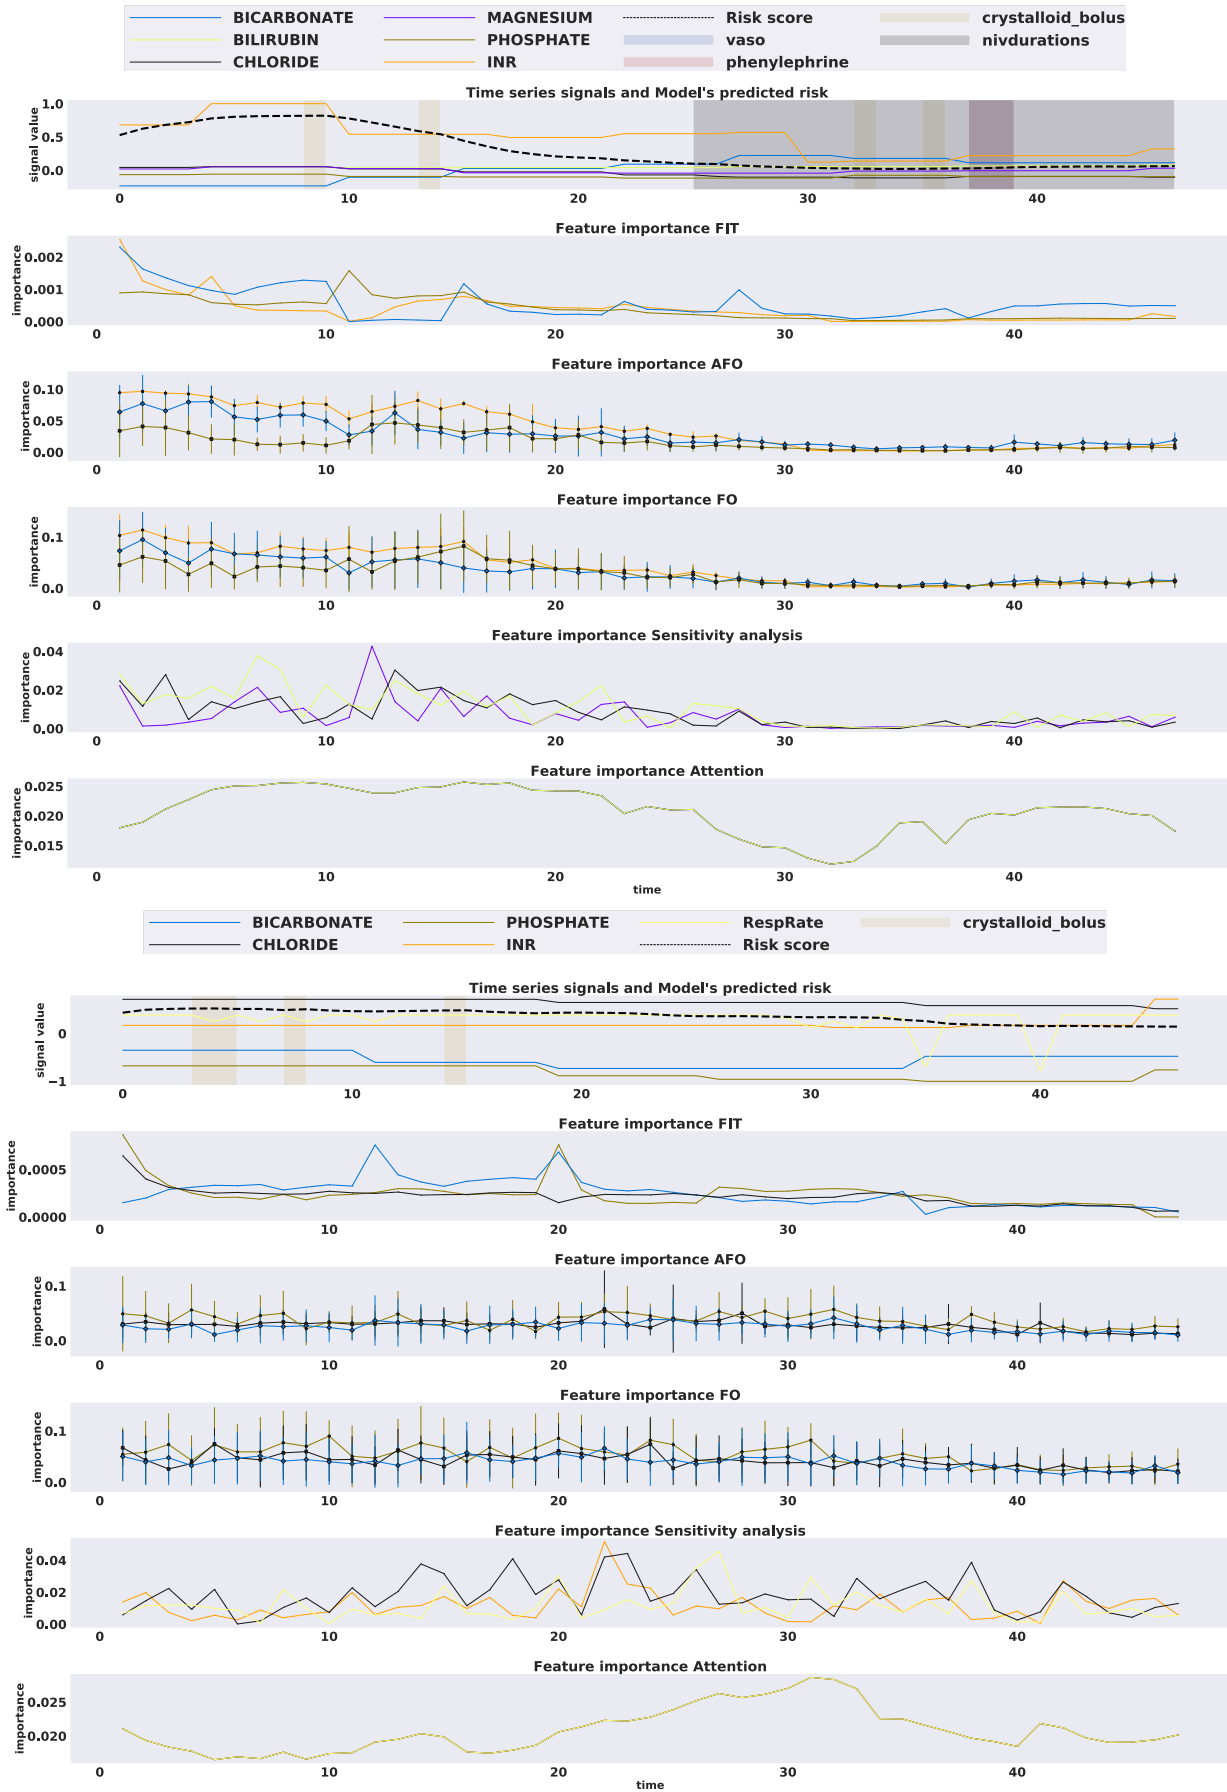 BICARBONATE MAGNESIUM Risk score crystalloid_bolus
BILIRUBIN PHOSPHATE vaso nivdurations
CHLORIDE INR phenylephrine
Time series signals and Model's predicted risk
signal value
1.0
0.5
0.0
0 10 20 30 40
Feature importance FIT
importance
0.002
0.001
0.000
0 10 20 30 40
Feature importance AFO
importance
0.10
0.05
0.00
0 10 20 30 40
Feature importance FO
importance
0.1
0.0
0 10 20 30 40
Feature importance Sensitivity analysis
importance
0.04
0.02
0.00
0 10 20 30 40
Feature importance Attention
importance
0.025
0.020
0.015
0 10 20 30 40
time
BICARBONATE PHOSPHATE RespRate crystalloid_bolus
CHLORIDE INR Risk score
Time series signals and Model's predicted risk
signal value
0
−1
0 10 20 30 40
Feature importance FIT
importance
0.0005
0.0000
0 10 20 30 40
Feature importance AFO
importance
0.1
0.0
0 10 20 30 40
Feature importance FO
importance
0.1
0.0
0 10 20 30 40
Feature importance Sensitivity analysis
importance
0.04
0.02
0.00
0 10 20 30 40
Feature importance Attention
importance
0.025
0.020
0 10 20 30 40
time